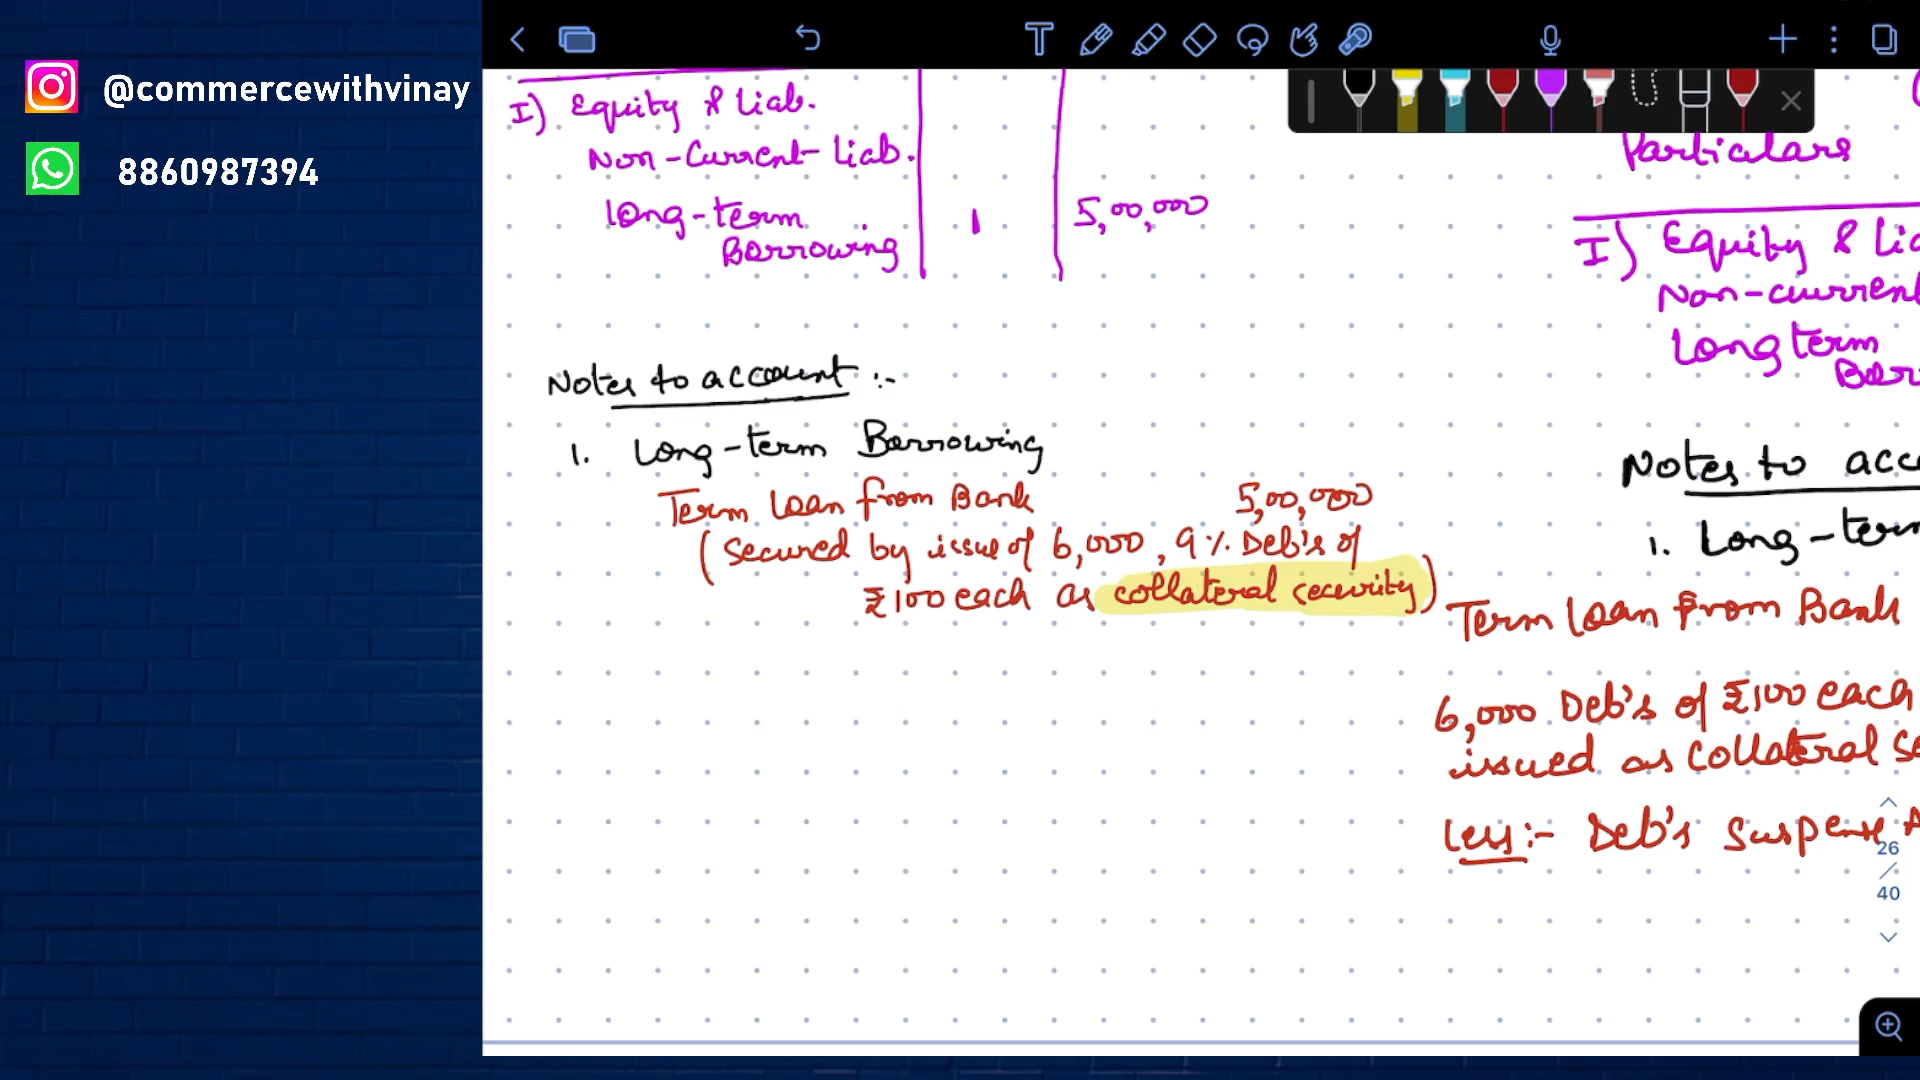 @commercewithvinay
8860987394
I) Equity & Liab.
Non-Current-Liab.
Long-term
Borrowing
1
5,00,000
Notes to account :-
1. Long-term Borrowing
Term Loan from Bank 5,00,000
(Secured by issue of 6,000, 9% Deb's of
₹100 each as collateral security)
Particulars
I) Equity & Lia
Non-current
Long term
Borr
Notes to acc
1. Long-term
Term Loan from Bank
6,000 Deb's of ₹100 each
issued as Collateral Se
Less:- Deb's Suspense A
26
/
40